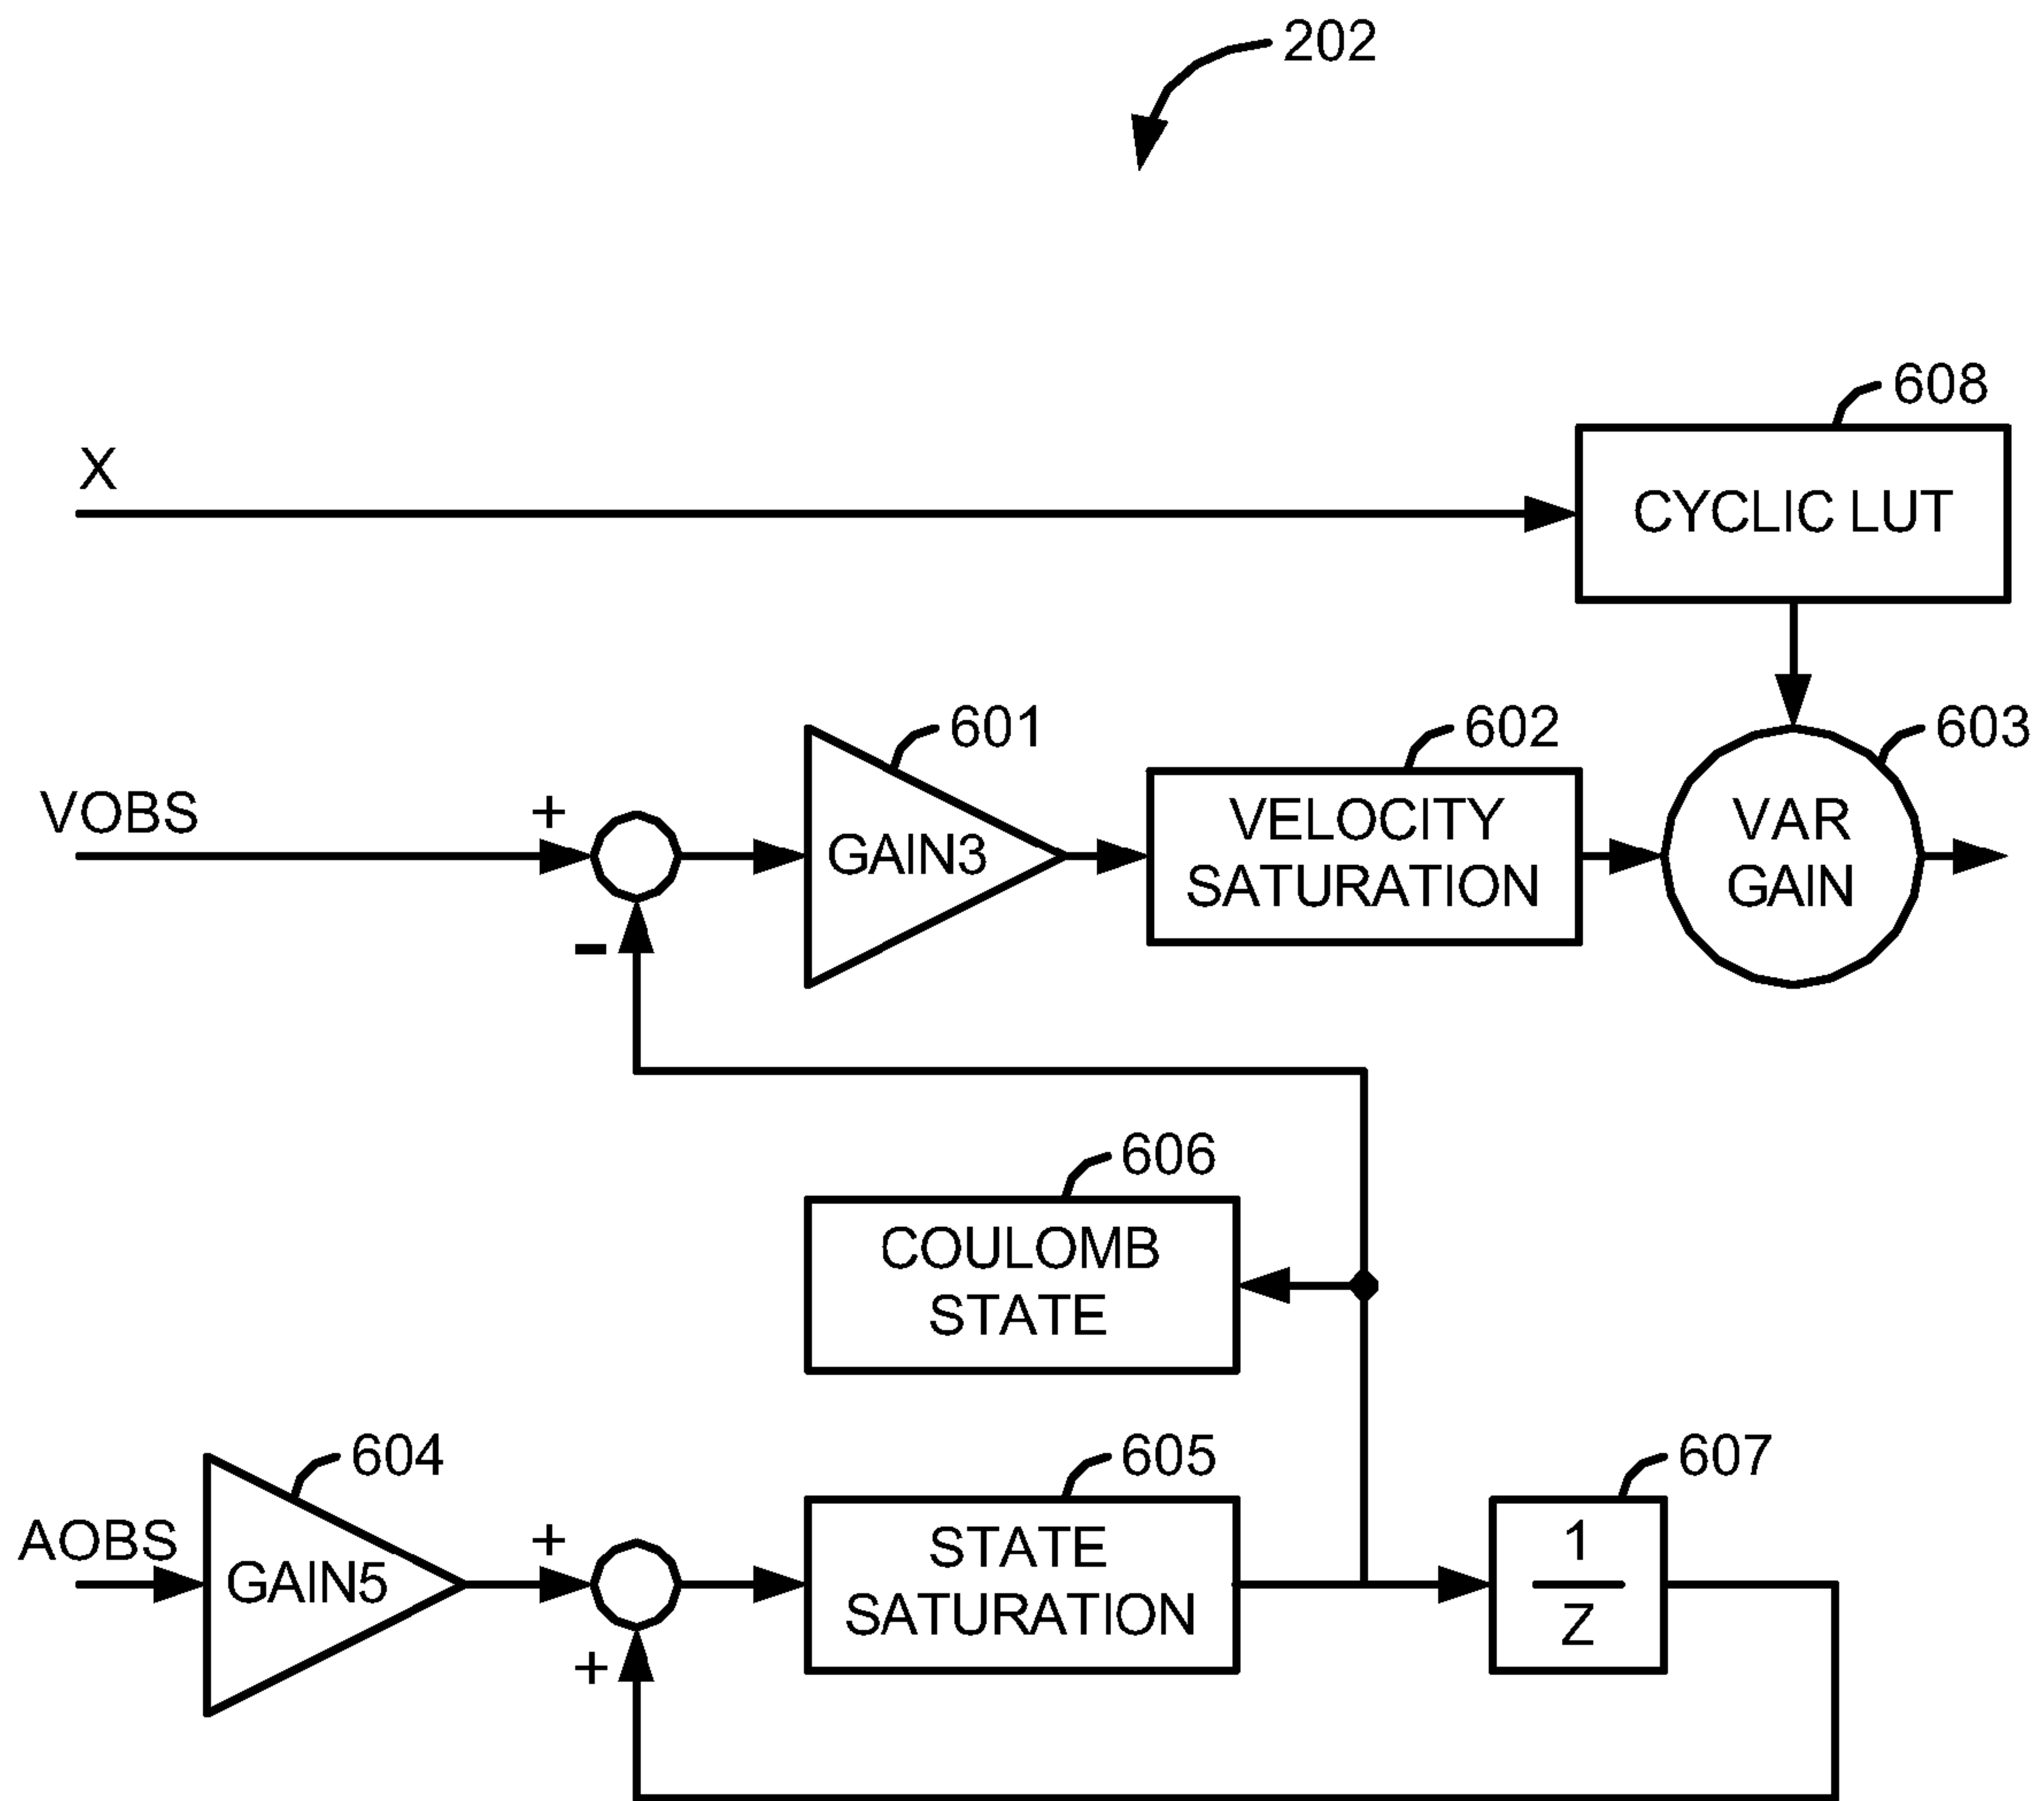 202
608
X
CYCLIC LUT
601
602
603
VOBS
+
GAIN3
VELOCITY
SATURATION
VAR
GAIN
-
606
COULOMB
STATE
604
605
607
AOBS
+
GAIN5
STATE
SATURATION
1
Z
+